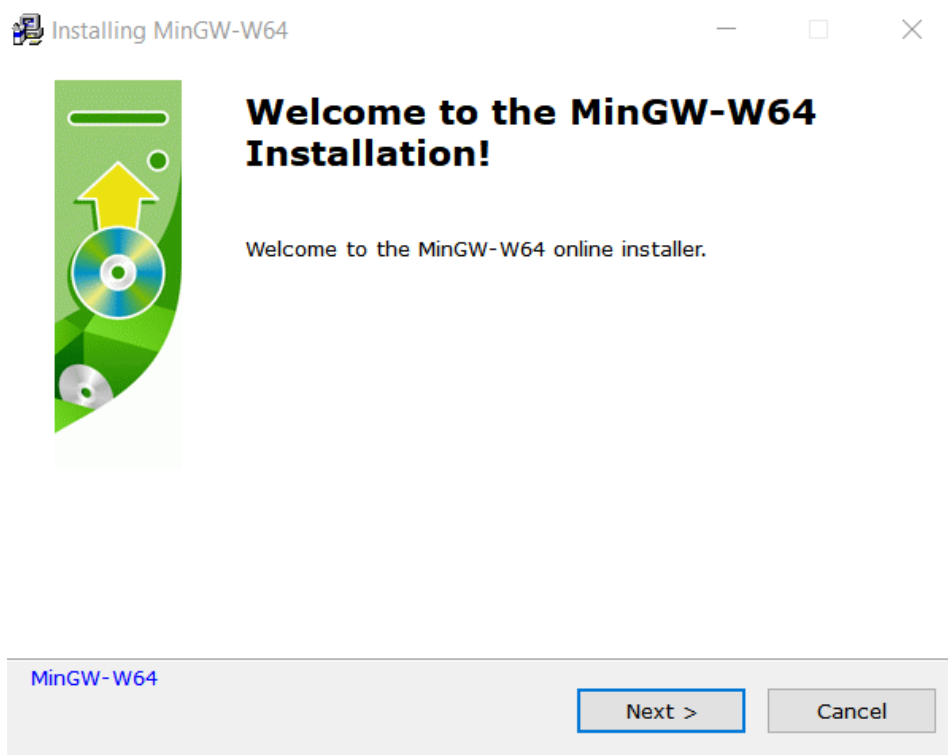 Installing MinGW-W64
Welcome to the MinGW-W64
Installation!
Welcome to the MinGW-W64 online installer.
MinGW-W64
Next >
Cancel